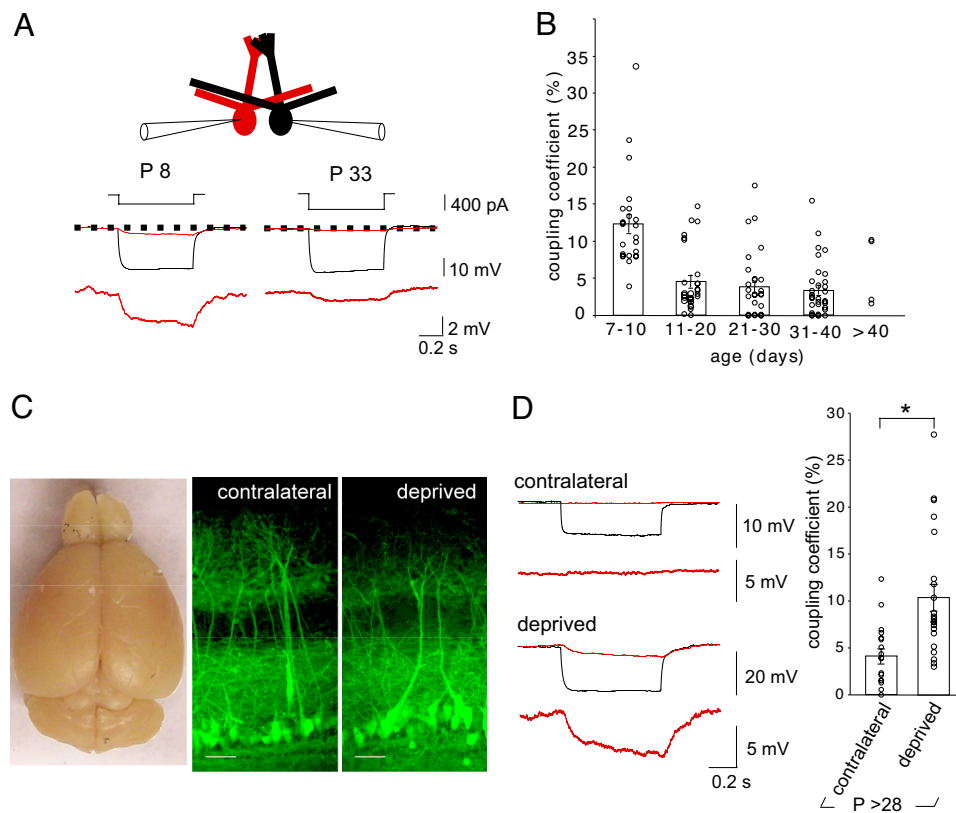 A
P 8
P 33
400 pA
10 mV
2 mV
0.2 s
B
coupling coefficient (%)
35
30
25
20
15
10
5
0
7-10 11-20 21-30 31-40 >40
age (days)
C
contralateral
deprived
D
contralateral
10 mV
5 mV
deprived
20 mV
5 mV
0.2 s
*
coupling coefficient (%)
30
25
20
15
10
5
0
contralateral
deprived
P >28